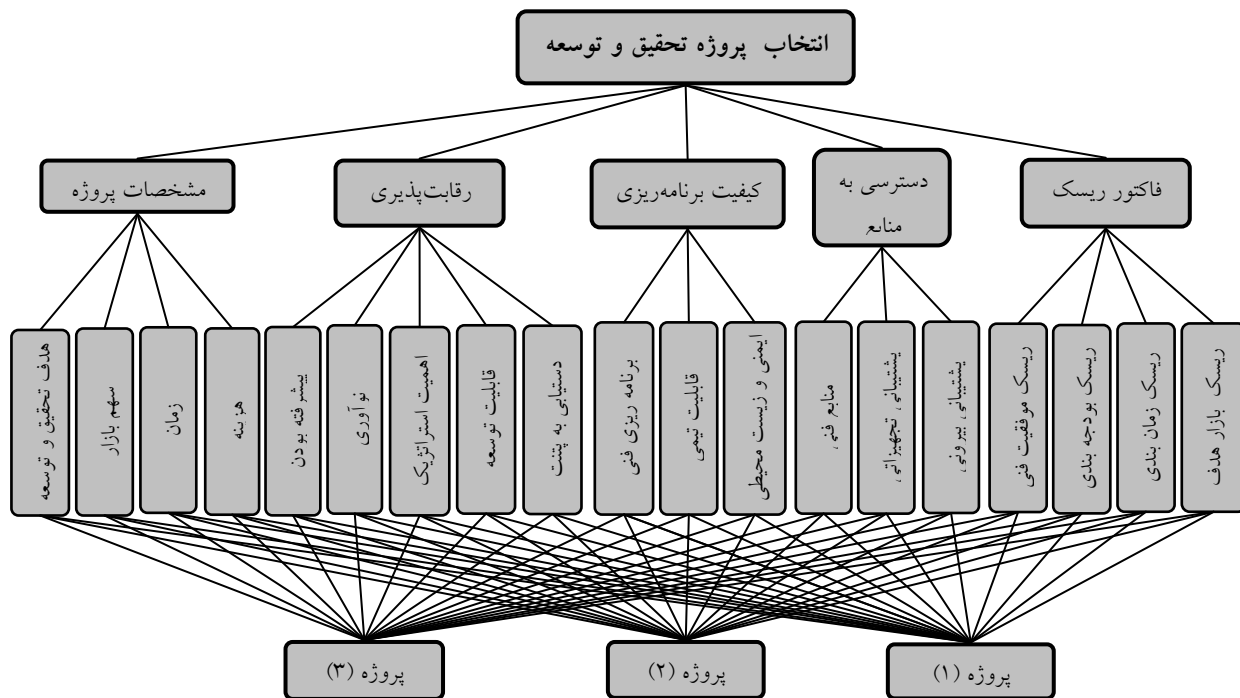 انتخاب پروژه تحقیق و توسعه
فاکتور ریسک
دسترسی به
منابع
کیفیت برنامه‌ریزی
رقابت‌پذیری
مشخصات پروژه
ریسک بازار هدف
ریسک زمان بندی
ریسک بودجه بندی
ریسک موفقیت فنی
پشتیبانی بیرونی
پشتیبانی تجهیزاتی
منابع فنی
ایمنی و زیست محیطی
قابلیت تیمی
برنامه ریزی فنی
دستیابی به پتنت
قابلیت توسعه
اهمیت استراتژیک
نوآوری
پیشرفته بودن
هزینه
زمان
سهم بازار
هدف تحقیق و توسعه
پروژه (۱)
پروژه (۲)
پروژه (۳)